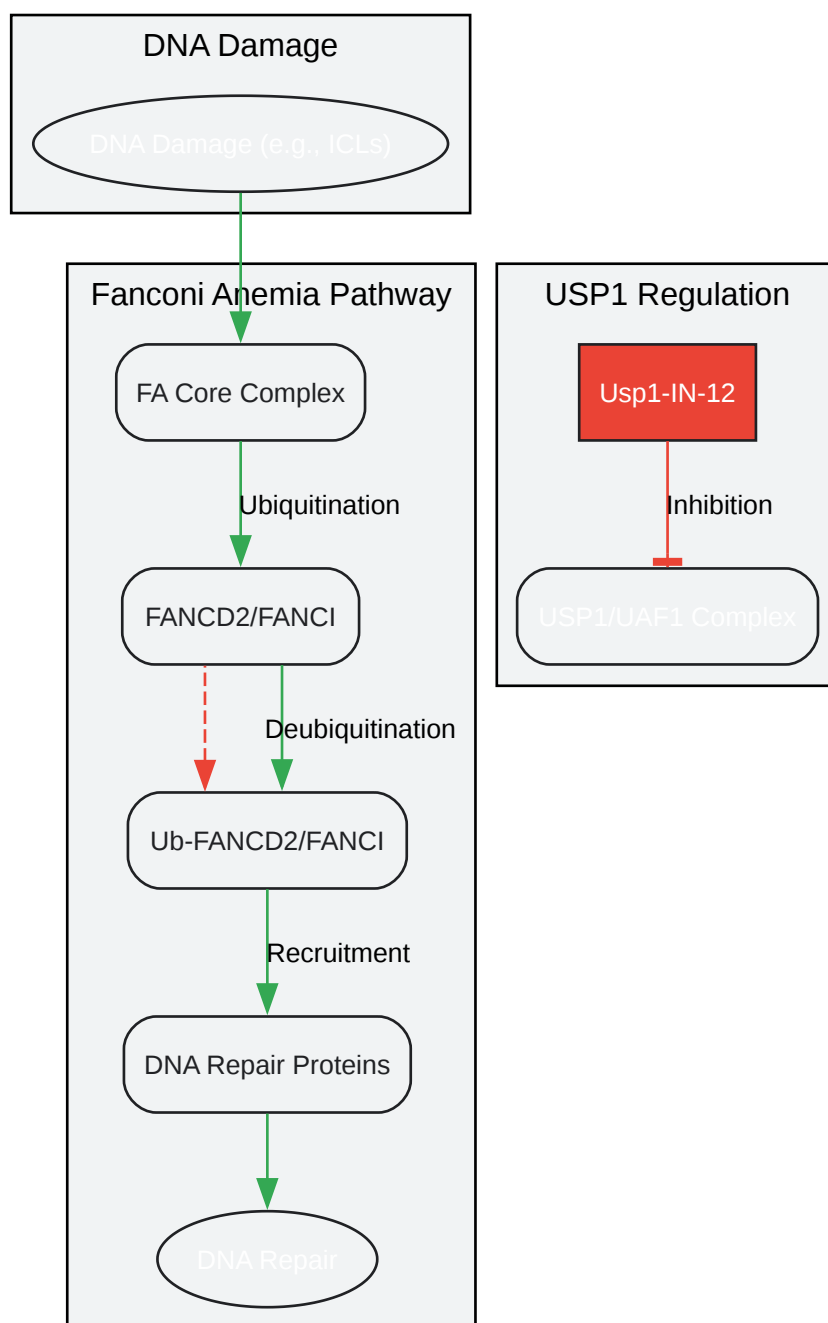 DNA Damage
DNA Damage (e.g., ICLs)
Fanconi Anemia Pathway
FA Core Complex
Ubiquitination
FANCD2/FANCI
Deubiquitination
Ub-FANCD2/FANCI
Recruitment
DNA Repair Proteins
DNA Repair
USP1 Regulation
Usp1-IN-12
Inhibition
USP1/UAF1 Complex